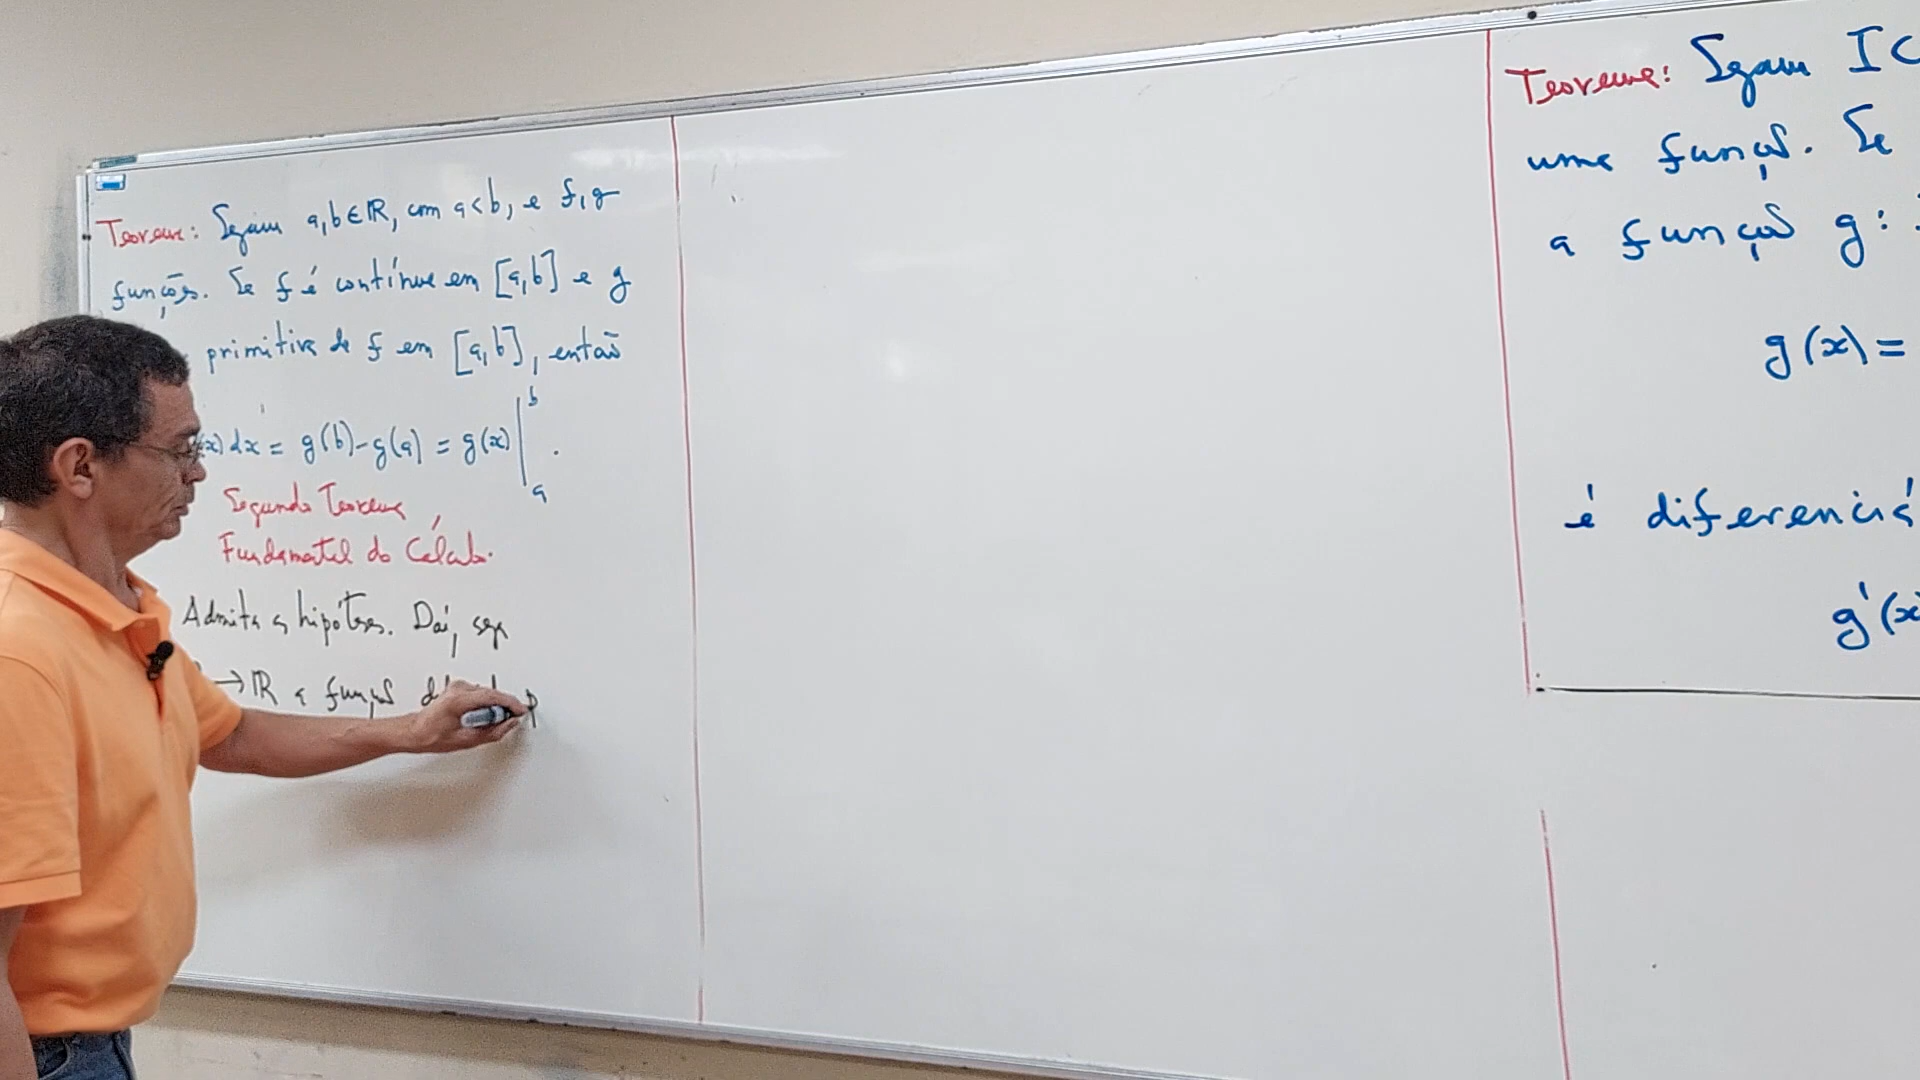 Teorema: Sejam a,b∈ℝ, com a<b, e f,g
funções. Se f é contínua em [a,b] e g
primitiva de f em [a,b], então
(x)dx = g(b)-g(a) = g(x)|
b
a
.
Segundo Teorema
Fundamental do Cálculo.
Admita as hipóteses. Daí, seja
→ℝ a função
Teorema: Sejam I⊂
uma função. Se
a função g:
g(x)=
é diferenciá
g'(x)